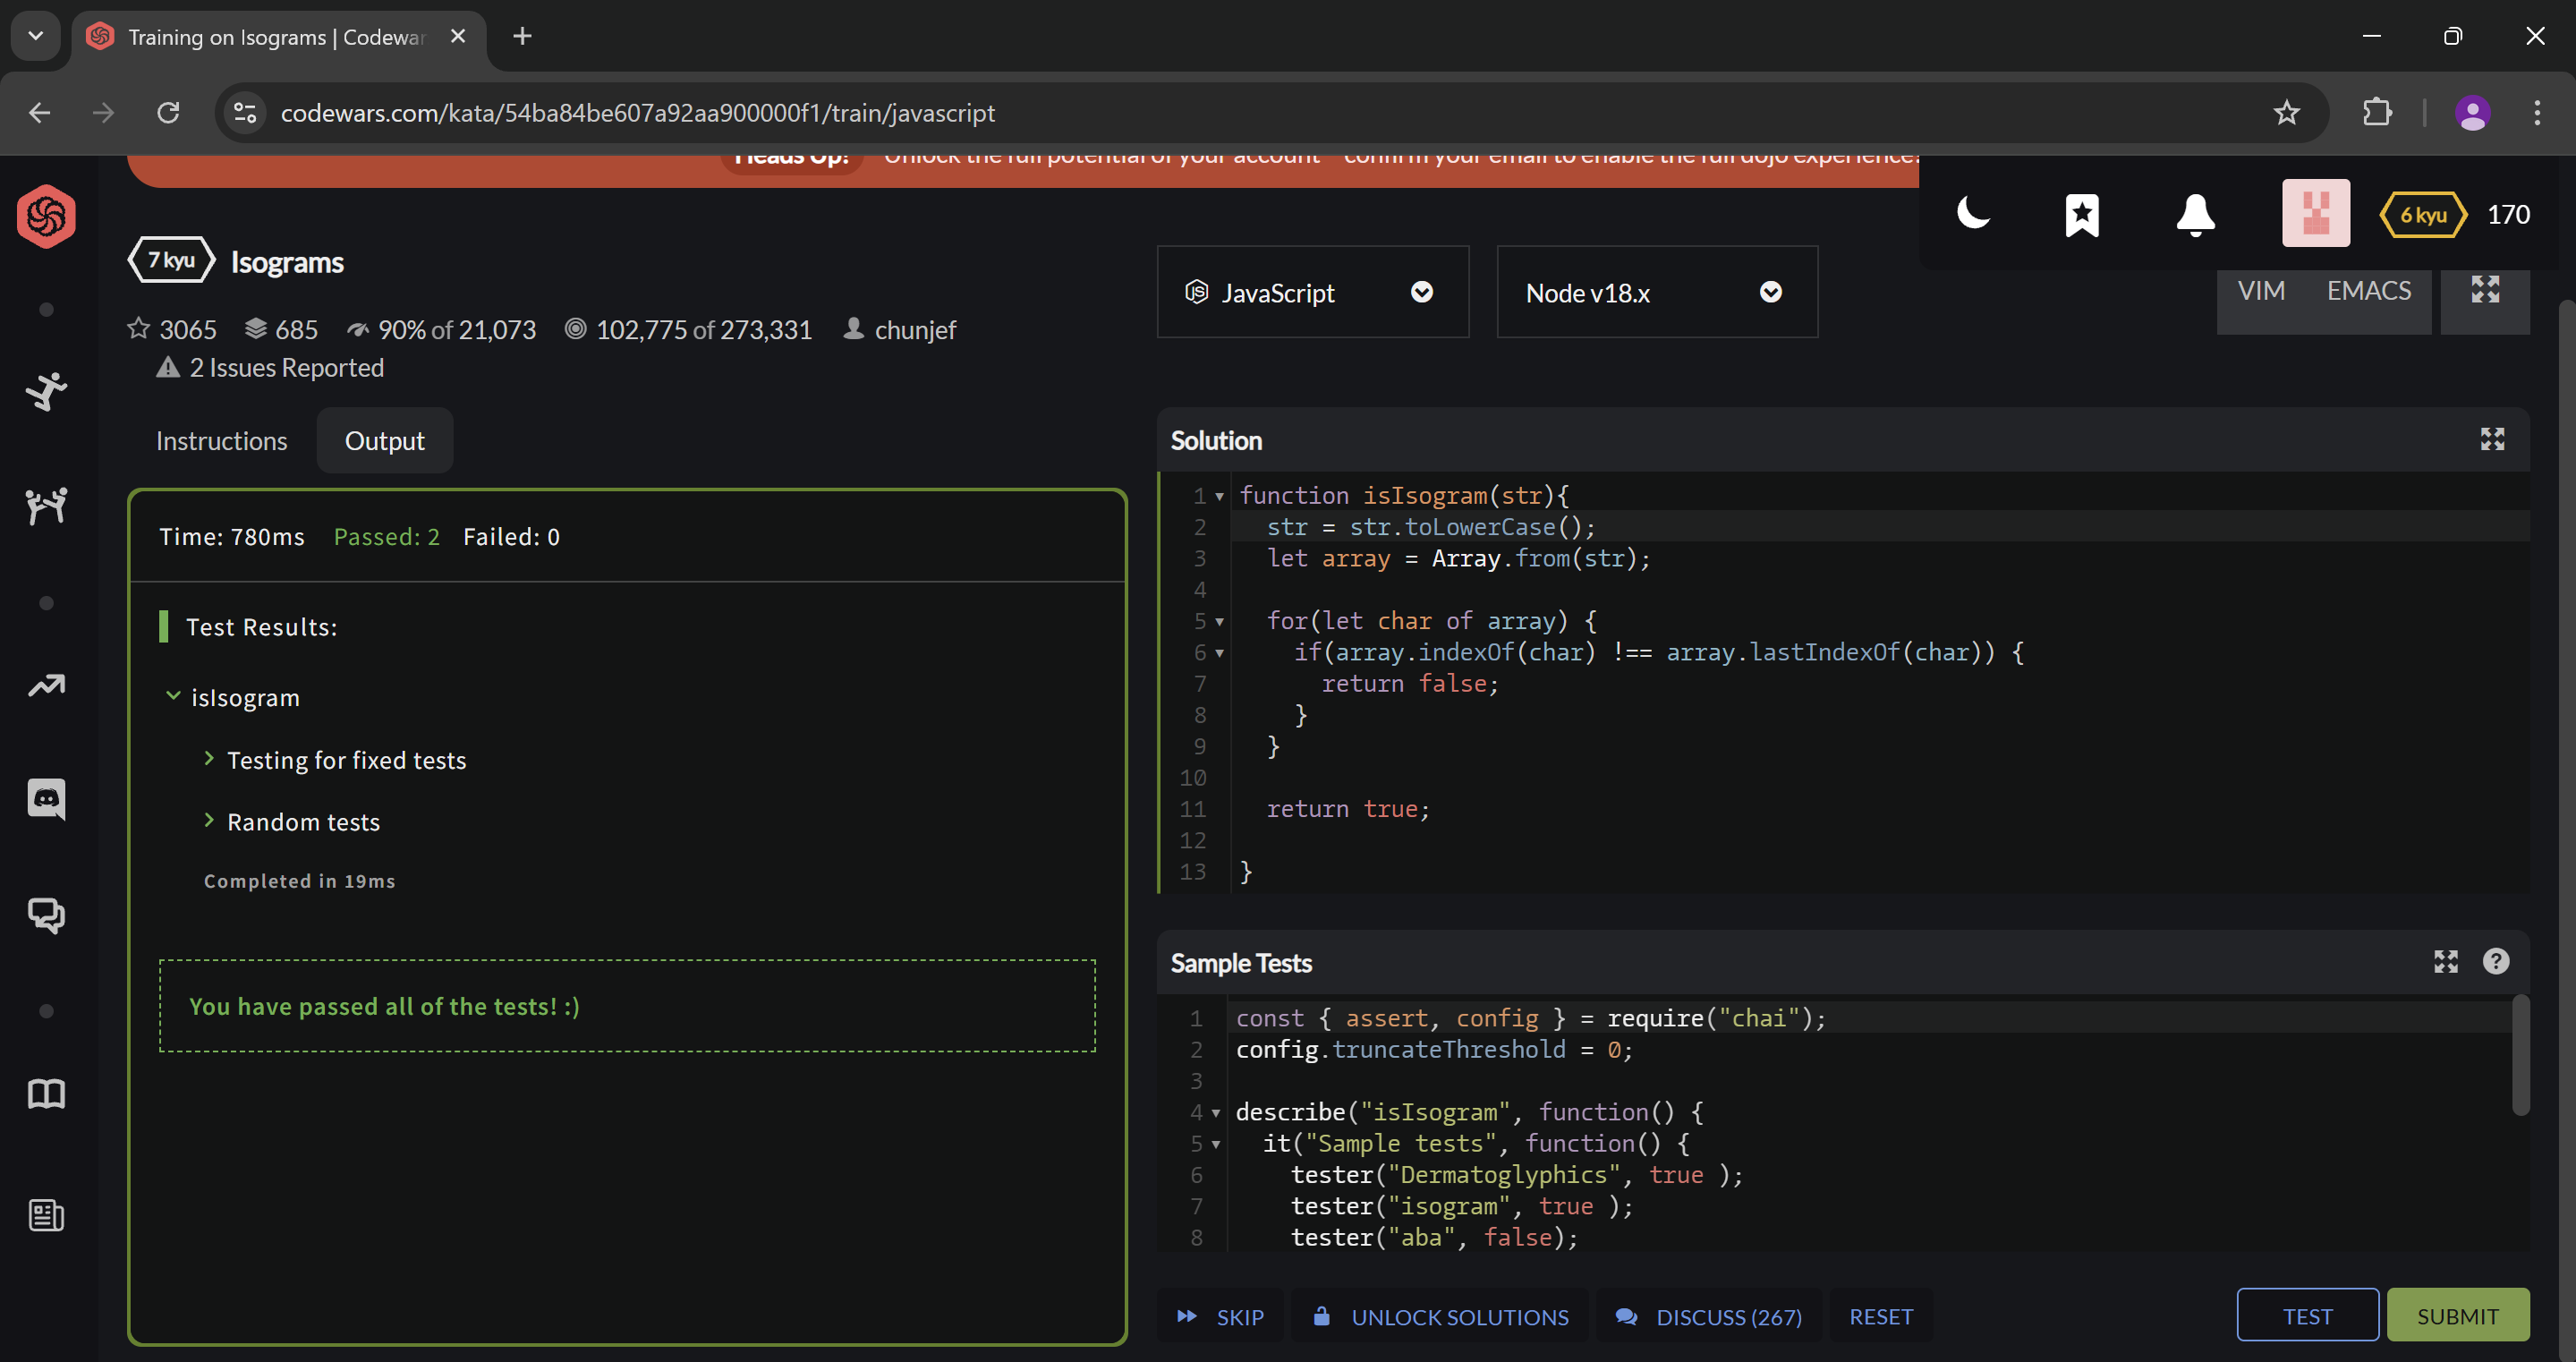 Training on Isograms | Codewar
codewars.com/kata/54ba84be607a92aa900000f1/train/javascript
Heads Up! Unlock the full potential of your account confirm your email to enable the full dojo experience.
6 kyu 170
7 kyu Isograms
3065 685 90% of 21,073 102,775 of 273,331 chunjef
2 Issues Reported
JavaScript
Node v18.x
VIM EMACS
Instructions Output
Time: 780ms Passed: 2 Failed: 0
Test Results:
isIsogram
Testing for fixed tests
Random tests
Completed in 19ms
You have passed all of the tests! :)
Solution
1 function isIsogram(str){
2 str = str.toLowerCase();
3 let array = Array.from(str);
4
5 for(let char of array) {
6 if(array.indexOf(char) !== array.lastIndexOf(char)) {
7 return false;
8 }
9 }
10
11 return true;
12
13 }
Sample Tests
?
1 const { assert, config } = require("chai");
2 config.truncateThreshold = 0;
3
4 describe("isIsogram", function() {
5 it("Sample tests", function() {
6 tester("Dermatoglyphics", true );
7 tester("isogram", true );
8 tester("aba", false);
SKIP UNLOCK SOLUTIONS DISCUSS (267) RESET TEST SUBMIT